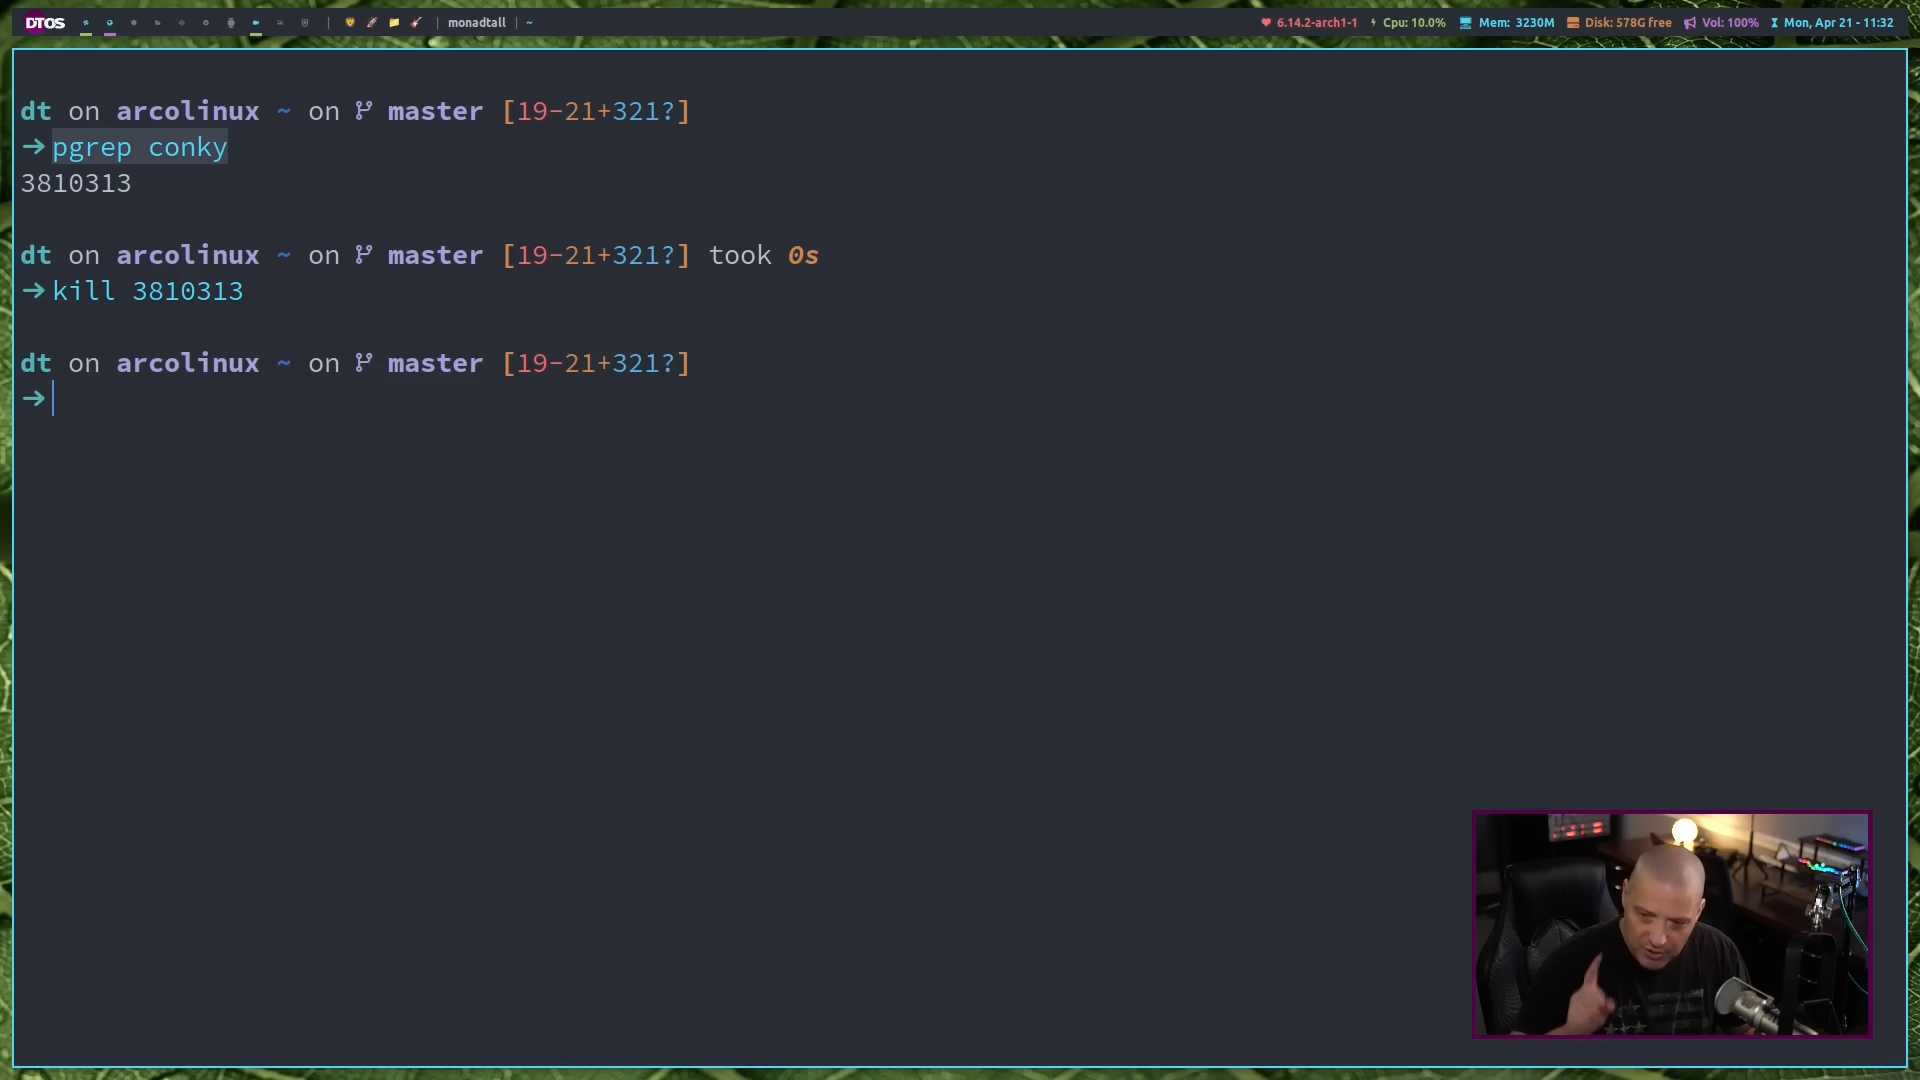 DTOS | monadtall | ~ 6.14.2-arch1-1 Cpu: 10.0% Mem: 3230M Disk: 578G free Vol: 100% Mon, Apr 21 - 11:32
dt on arcolinux ~ on master [19-21+321?]
→pgrep conky
3810313
dt on arcolinux ~ on master [19-21+321?] took 0s
→kill 3810313
dt on arcolinux ~ on master [19-21+321?]
→